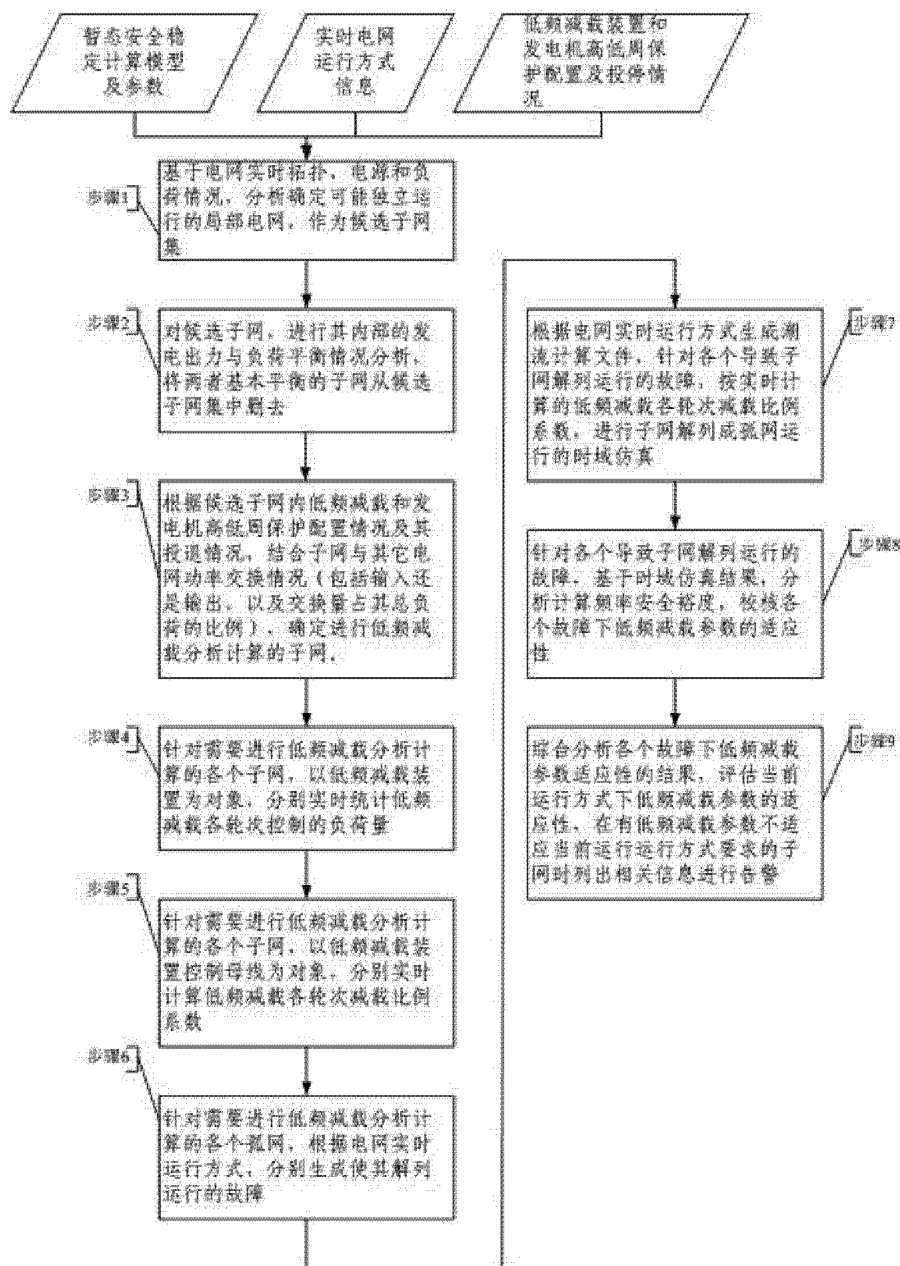 暂态安全稳
定计算模型
及参数
实时电网
运行方式
信息
低频减载装置和
发电机高低周保
护配置及投停情
况
步骤1
基于电网实时拓扑、电源和负
荷情况，分析确定可能独立运
行的局部电网，作为候选子网
集
步骤2
对候选子网，进行其内部的发
电出力与负荷平衡情况分析，
将两者基本平衡的子网从候选
子网集中剔去
步骤3
根据候选子网内低频减载和发
电机高低周保护配置情况及其
投退情况，结合子网与其它电
网功率交换情况（包括输入还
是输出，以及交换量占其总负
荷的比例），确定进行低频减
载分析计算的子网。
步骤4
针对需要进行低频减载分析计
算的各个子网，以低频减载装
置为对象，分别实时统计低频
减载各轮次控制的负荷量
步骤5
针对需要进行低频减载分析计
算的各个子网，以低频减载装
置控制母线为对象，分别实时
计算低频减载各轮次减载比例
系数
步骤6
针对需要进行低频减载分析计
算的各个孤网，根据电网实时
运行方式，分别生成使其解列
运行的故障
步骤7
根据电网实时运行方式生成潮
流计算文件，针对各个导致子
网解列运行的故障，按实时计
算的低频减载各轮次减载比例
系数，进行子网解列成孤网运
行的时域仿真
步骤8
针对各个导致子网解列运行的
故障，基于时域仿真结果，分
析计算频率安全裕度，校核各
个故障下低频减载参数的适应
性
步骤9
综合分析各个故障下低频减载
参数适应性的结果，评估当前
运行方式下低频减载参数的适
应性，在有低频减载参数不适
应当前运行运行方式要求的子
网时列出相关信息进行告警